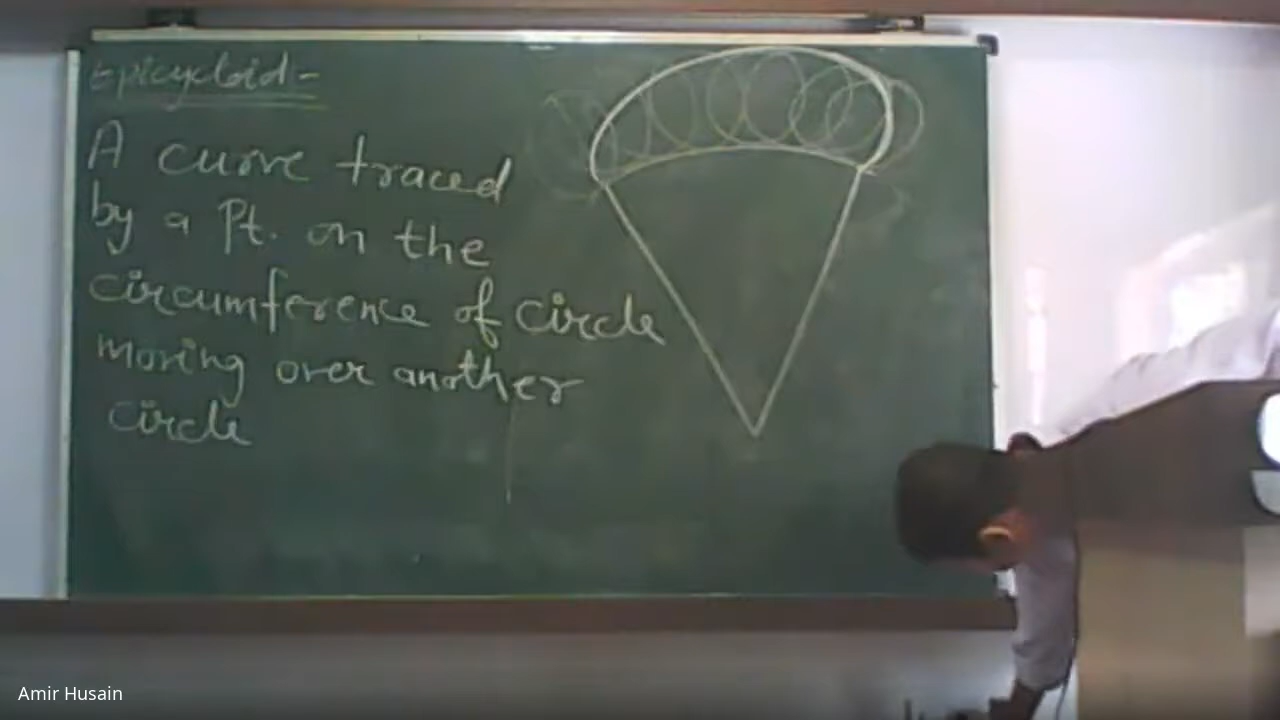 Epicycloid-
A curve traced
by a Pt. on the
circumference of circle
moving over another
circle
Amir Husain